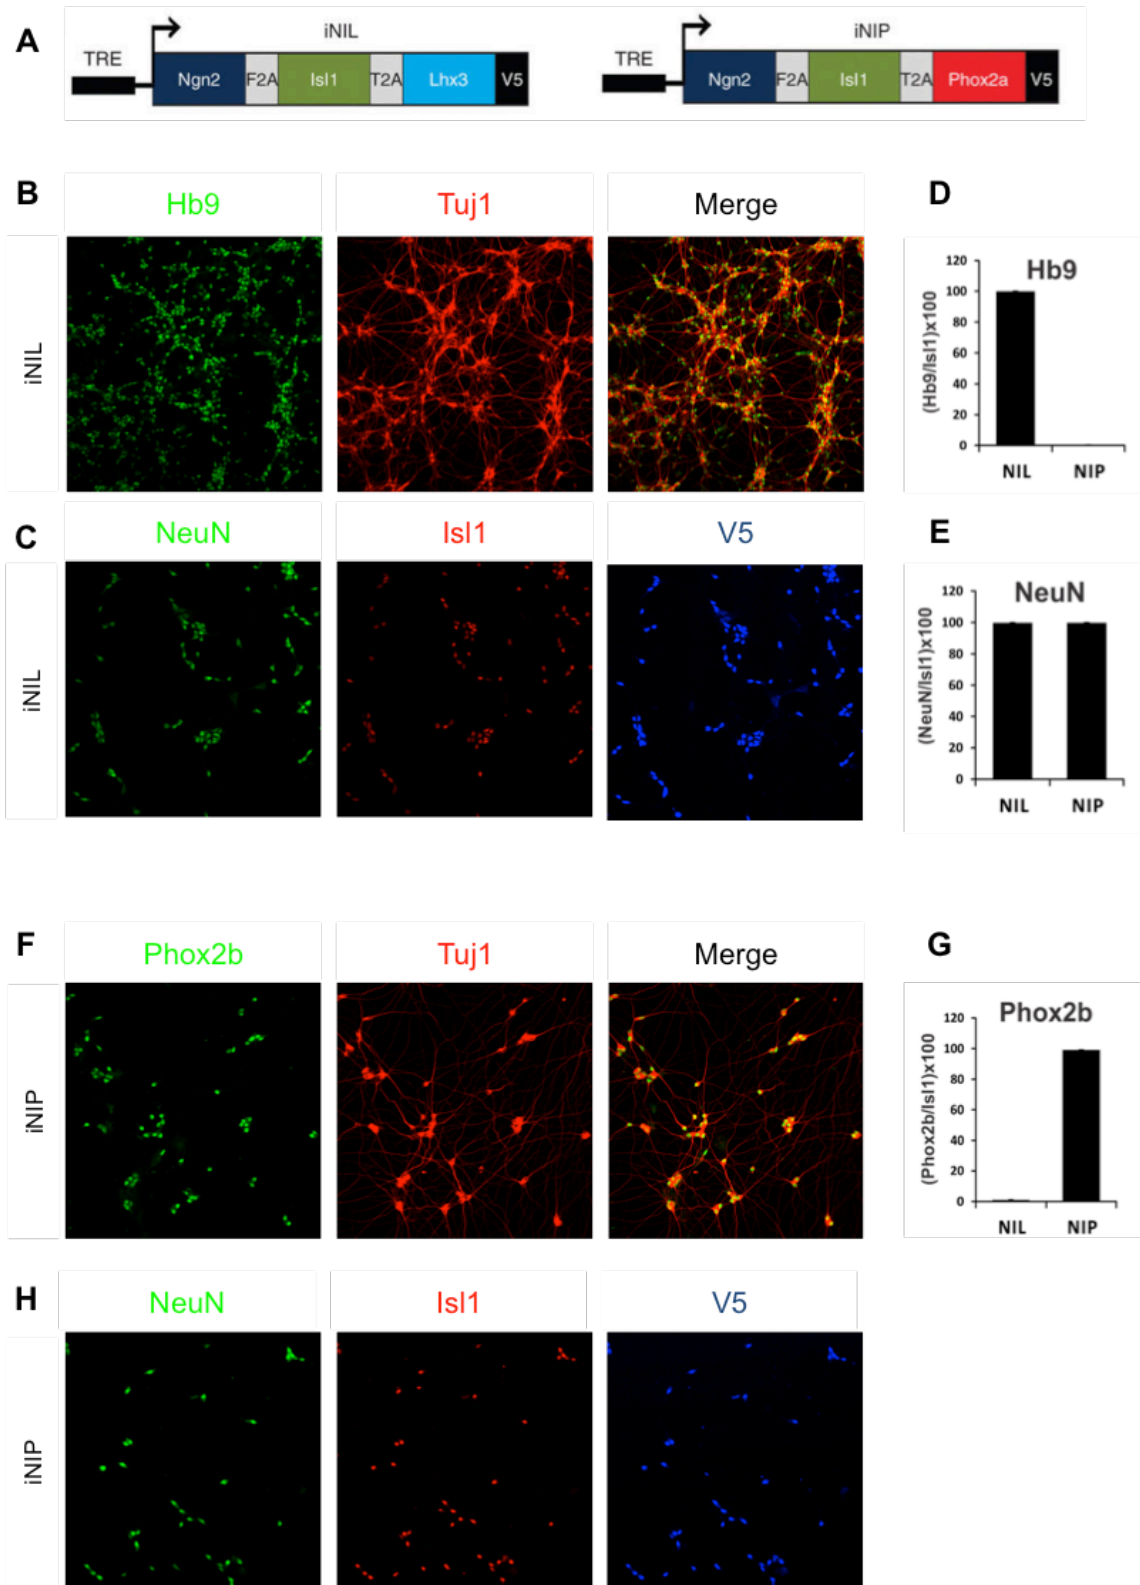 A
iNIL
TRE
Ngn2 F2A Isl1 T2A Lhx3 V5
iNIP
TRE
Ngn2 F2A Isl1 T2A Phox2a V5
B
Hb9
Tuj1
Merge
iNIL
D
Hb9
(Hb9/Isl1)x100
120
100
80
60
40
20
0
NIL NIP
C
NeuN
Isl1
V5
iNIL
E
NeuN
(NeuN/Isl1)x100
120
100
80
60
40
20
0
NIL NIP
F
Phox2b
Tuj1
Merge
iNIP
G
Phox2b
(Phox2b/Isl1)x100
120
100
80
60
40
20
0
NIL NIP
H
NeuN
Isl1
V5
iNIP